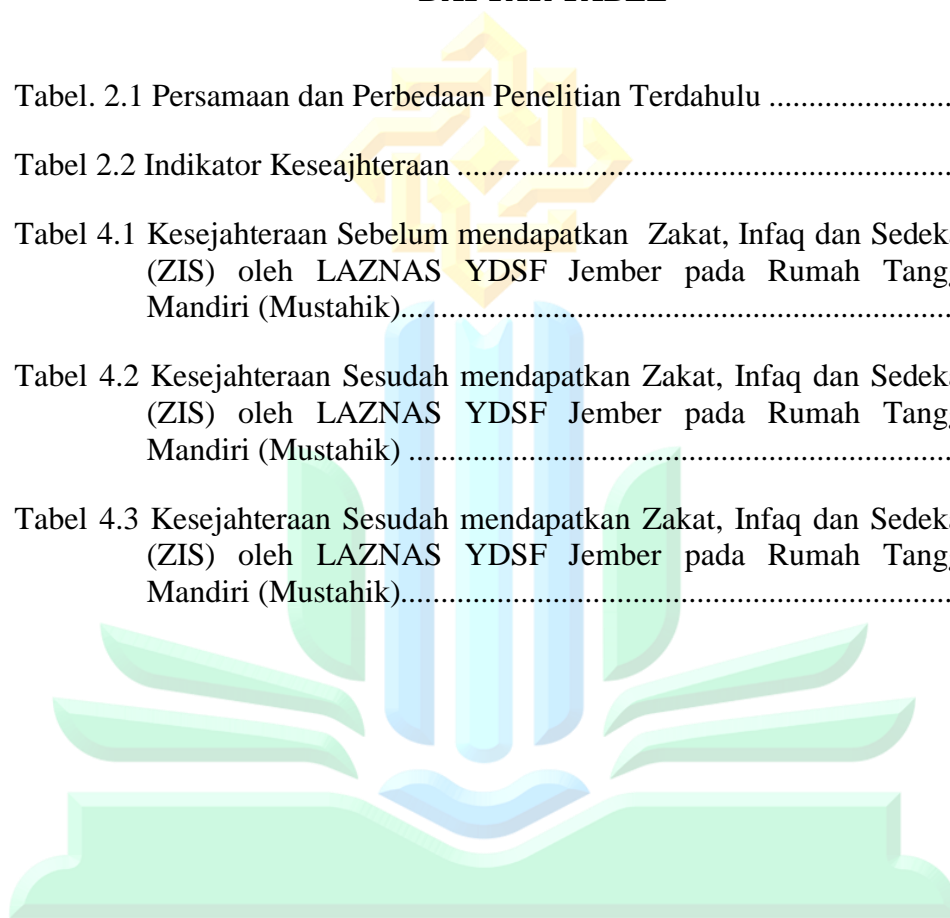 Tabel. 2.1 Persamaan dan Perbedaan Penelitian Terdahulu .......................
Tabel 2.2 Indikator Keseajhteraan ..............................................................
Tabel 4.1 Kesejahteraan Sebelum mendapatkan Zakat, Infaq dan Sedek
(ZIS) oleh LAZNAS YDSF Jember pada Rumah Tang
Mandiri (Mustahik).....................................................................
Tabel 4.2 Kesejahteraan Sesudah mendapatkan Zakat, Infaq dan Sedek
(ZIS) oleh LAZNAS YDSF Jember pada Rumah Tang
Mandiri (Mustahik) ....................................................................
Tabel 4.3 Kesejahteraan Sesudah mendapatkan Zakat, Infaq dan Sedek
(ZIS) oleh LAZNAS YDSF Jember pada Rumah Tang
Mandiri (Mustahik).....................................................................